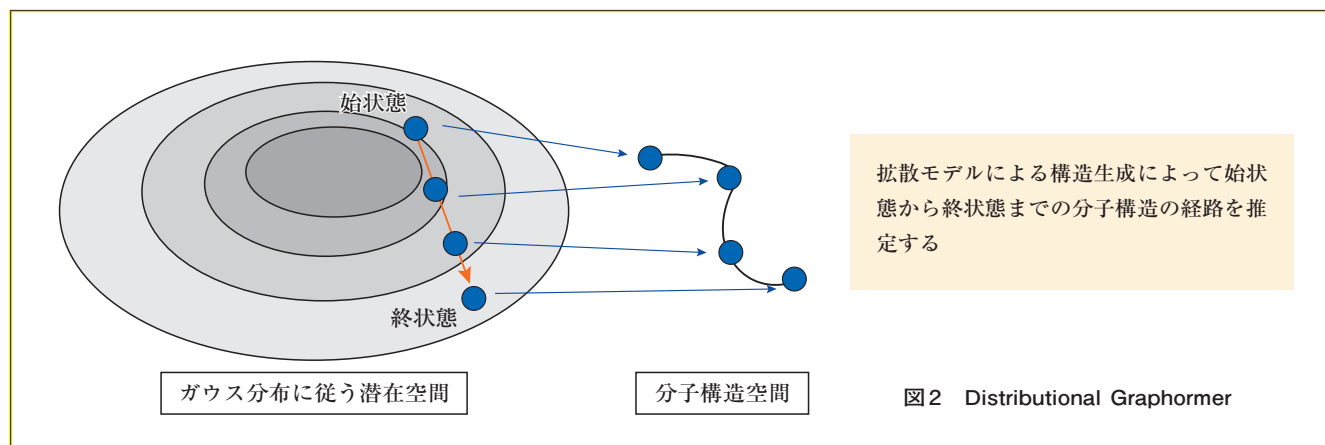 始状態
終状態
ガウス分布に従う潜在空間
分子構造空間
拡散モデルによる構造生成によって始状
態から終状態までの分子構造の経路を推
定する
図2 Distributional Graphormer